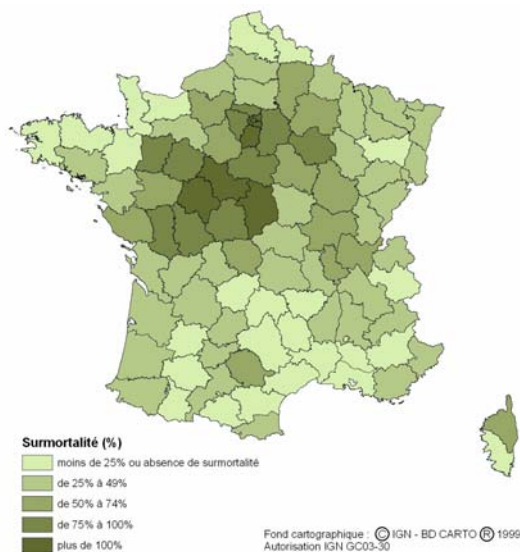 Surmortalité (%)
moins de 25% ou absence de surmortalité
de 25% à 49%
de 50% à 74%
de 75% à 100%
plus de 100%
Fond cartographique : Ⓒ IGN - BD CARTO Ⓡ 1999
Autorisation IGN GC03-30